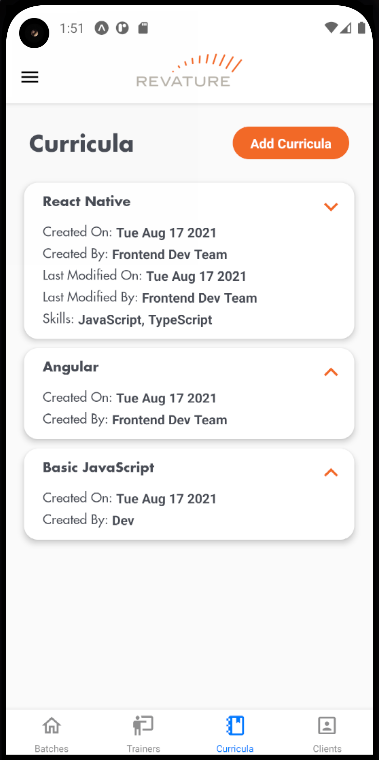 1:51
REVATURE
Curricula
Add Curricula
React Native
Created On: Tue Aug 17 2021
Created By: Frontend Dev Team
Last Modified On: Tue Aug 17 2021
Last Modified By: Frontend Dev Team
Skills: JavaScript, TypeScript
Angular
Created On: Tue Aug 17 2021
Created By: Frontend Dev Team
Basic JavaScript
Created On: Tue Aug 17 2021
Created By: Dev
Batches Trainers Curricula Clients